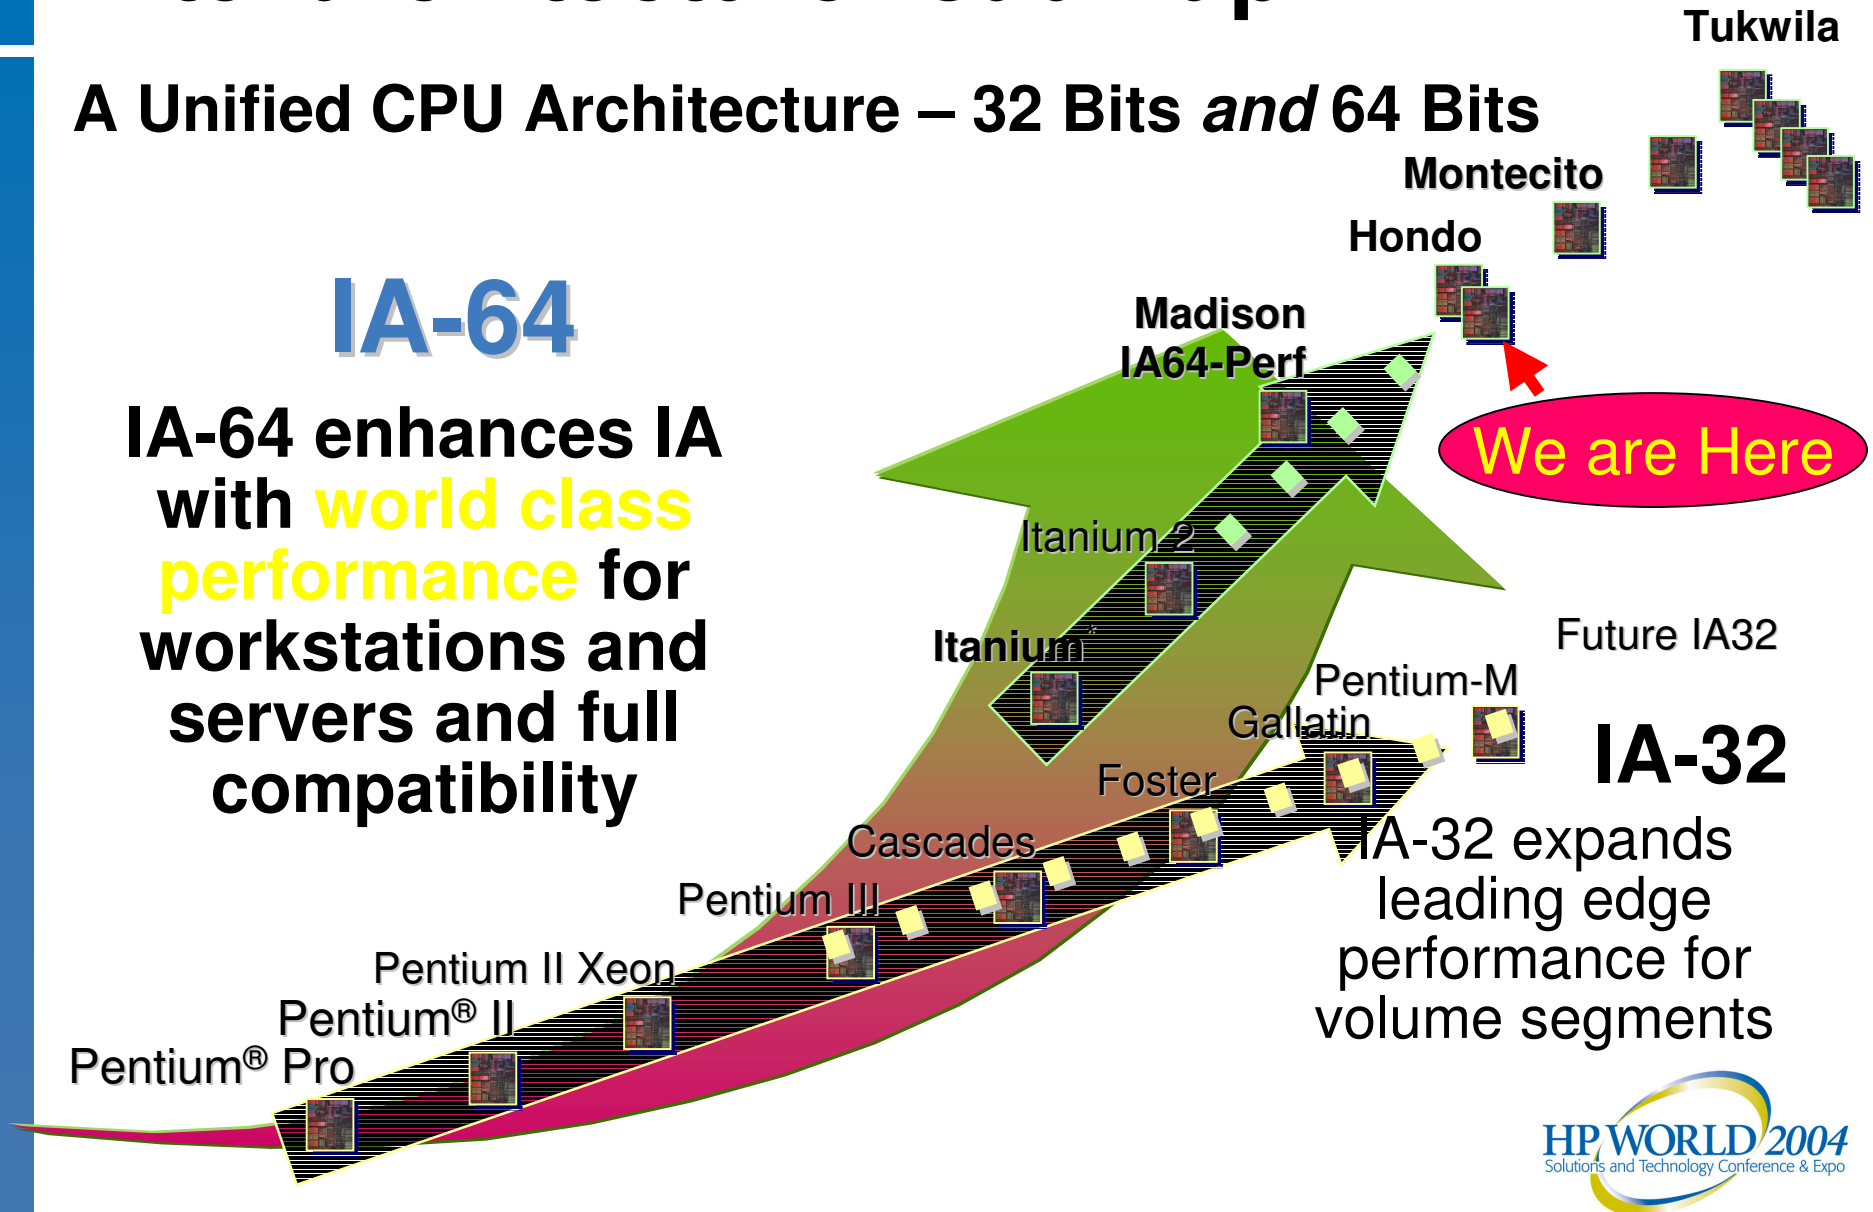 Tukwila
A Unified CPU Architecture – 32 Bits and 64 Bits
Montecito
Hondo
IA-64
Madison
IA64-Perf
We are Here
IA-64 enhances IA
with world class
performance for
workstations and
servers and full
compatibility
Itanium 2
Itanium*
Future IA32
Pentium-M
Gallatin
IA-32
Foster
Cascades
IA-32 expands
leading edge
performance for
volume segments
Pentium III
Pentium II Xeon
Pentium® II
Pentium® Pro
HP WORLD 2004
Solutions and Technology Conference & Expo